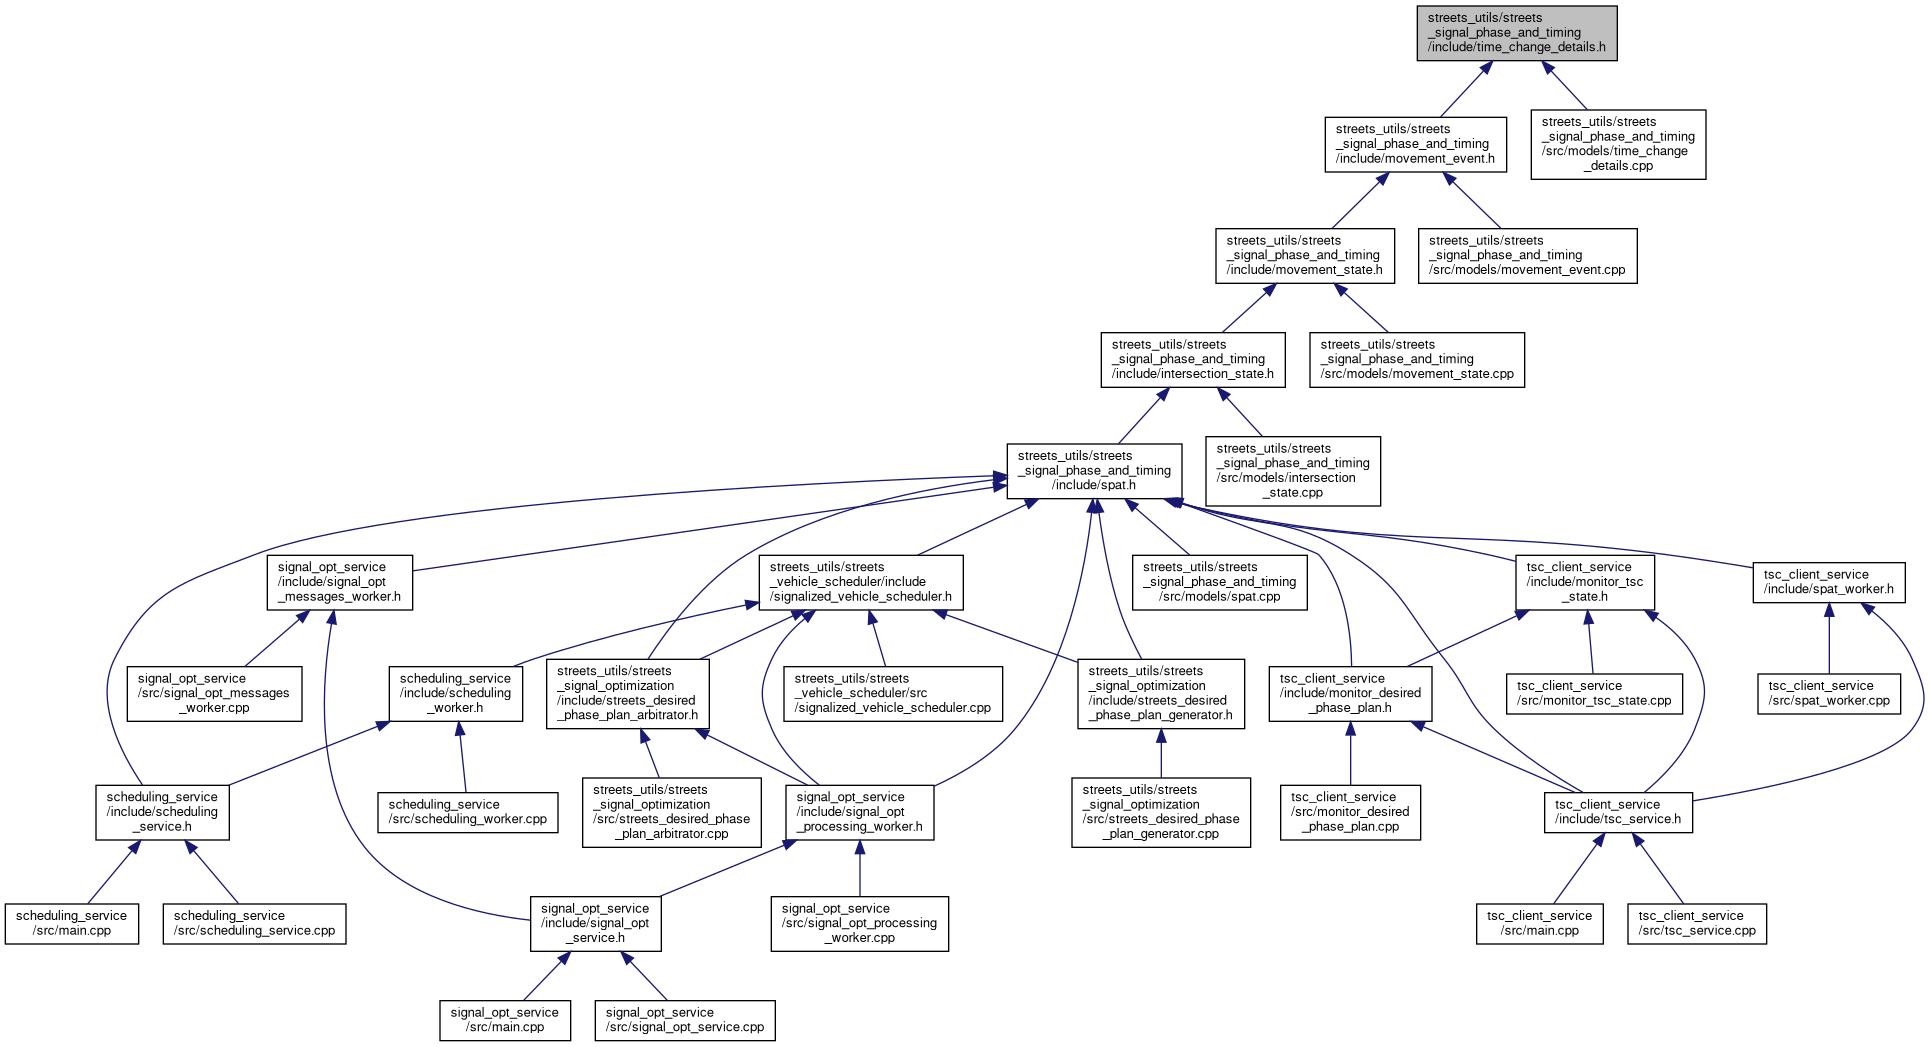 streets_utils/streets
_signal_phase_and_timing
/include/time_change_details.h
streets_utils/streets
_signal_phase_and_timing
/include/movement_event.h
streets_utils/streets
_signal_phase_and_timing
/src/models/time_change
_details.cpp
streets_utils/streets
_signal_phase_and_timing
/include/movement_state.h
streets_utils/streets
_signal_phase_and_timing
/src/models/movement_event.cpp
streets_utils/streets
_signal_phase_and_timing
/include/intersection_state.h
streets_utils/streets
_signal_phase_and_timing
/src/models/movement_state.cpp
streets_utils/streets
_signal_phase_and_timing
/include/spat.h
streets_utils/streets
_signal_phase_and_timing
/src/models/intersection
_state.cpp
signal_opt_service
/include/signal_opt
_messages_worker.h
streets_utils/streets
_vehicle_scheduler/include
/signalized_vehicle_scheduler.h
streets_utils/streets
_signal_phase_and_timing
/src/models/spat.cpp
tsc_client_service
/include/monitor_tsc
_state.h
tsc_client_service
/include/spat_worker.h
signal_opt_service
/src/signal_opt_messages
_worker.cpp
scheduling_service
/include/scheduling
_worker.h
streets_utils/streets
_signal_optimization
/include/streets_desired
_phase_plan_arbitrator.h
streets_utils/streets
_vehicle_scheduler/src
/signalized_vehicle_scheduler.cpp
streets_utils/streets
_signal_optimization
/include/streets_desired
_phase_plan_generator.h
tsc_client_service
/include/monitor_desired
_phase_plan.h
tsc_client_service
/src/monitor_tsc_state.cpp
tsc_client_service
/src/spat_worker.cpp
scheduling_service
/include/scheduling
_service.h
scheduling_service
/src/scheduling_worker.cpp
streets_utils/streets
_signal_optimization
/src/streets_desired_phase
_plan_arbitrator.cpp
signal_opt_service
/include/signal_opt
_processing_worker.h
streets_utils/streets
_signal_optimization
/src/streets_desired_phase
_plan_generator.cpp
tsc_client_service
/src/monitor_desired
_phase_plan.cpp
tsc_client_service
/include/tsc_service.h
scheduling_service
/src/main.cpp
scheduling_service
/src/scheduling_service.cpp
signal_opt_service
/include/signal_opt
_service.h
signal_opt_service
/src/signal_opt_processing
_worker.cpp
tsc_client_service
/src/main.cpp
tsc_client_service
/src/tsc_service.cpp
signal_opt_service
/src/main.cpp
signal_opt_service
/src/signal_opt_service.cpp